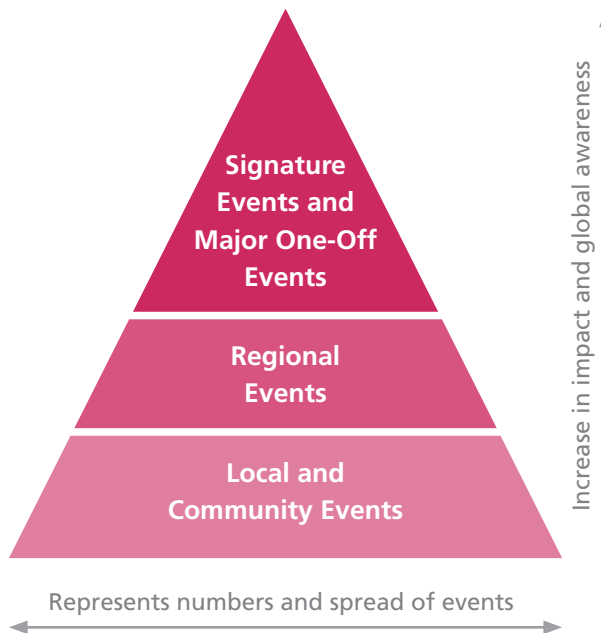 Signature
Events and
Major One-Off
Events
Regional
Events
Local and
Community Events
Increase in impact and global awareness
Represents numbers and spread of events